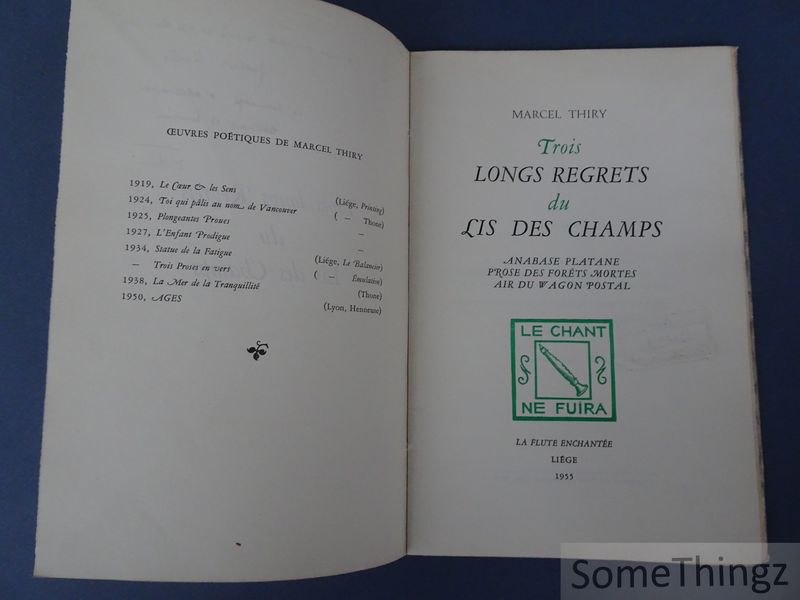 ŒUVRES POÉTIQUES DE MARCEL THIRY
1919, Le Cœur & les Sens (Liége, Printing)
1924, Toi qui pâlis au nom de Vancouver ( – Thone)
1925, Plongeantes Proues –
1927, L'Enfant Prodigue –
1934, Statue de la Fatigue (Liége, Le Balancier)
– Trois Proses en vers ( – Émulation)
1938, La Mer de la Tranquillité (Thone)
1950, AGES (Lyon, Henneuse)
MARCEL THIRY
Trois
LONGS REGRETS
du
LIS DES CHAMPS
ANABASE PLATANE
PROSE DES FORÊTS MORTES
AIR DU WAGON POSTAL
LE CHANT
NE FUIRA
LA FLUTE ENCHANTÉE
LIÉGE
1955
SomeThingz